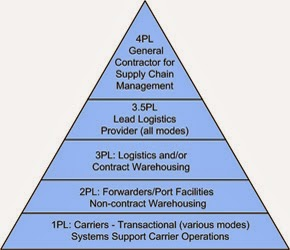 4PL
General
Contractor for
Supply Chain
Management
3.5PL
Lead Logistics
Provider (all modes)
3PL: Logistics and/or
Contract Warehousing
2PL: Forwarders/Port Facilities
Non-contract Warehousing
1PL: Carriers - Transactional (various modes)
Systems Support Carrier Operations